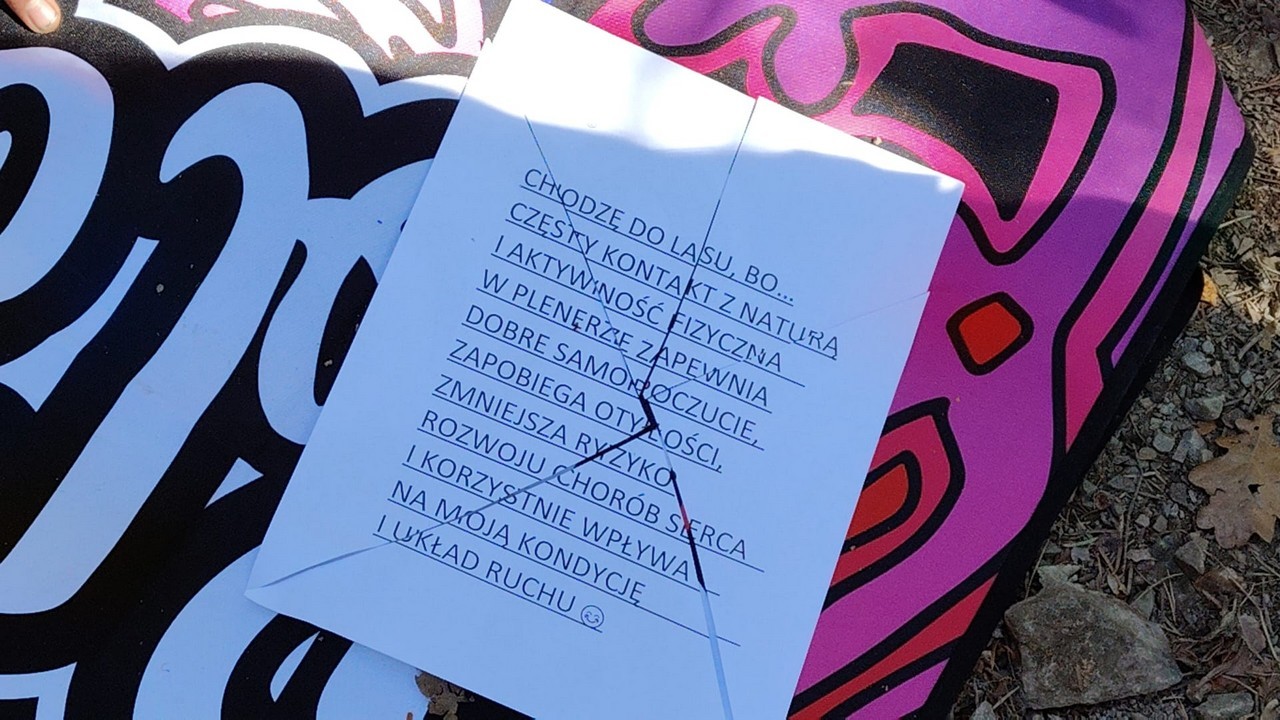 CHODZĘ DO LASU, BO...
CZĘSTY KONTAKT Z NATURĄ
I AKTYWNOŚĆ FIZYCZNA
W PLENERZE ZAPEWNIA
DOBRE SAMOPOCZUCIE,
ZAPOBIEGA OTYŁOŚCI,
ZMNIEJSZA RYZYKO
ROZWOJU CHORÓB SERCA
I KORZYSTNIE WPŁYWA
NA MOJĄ KONDYCJĘ
I UKŁAD RUCHU 😊